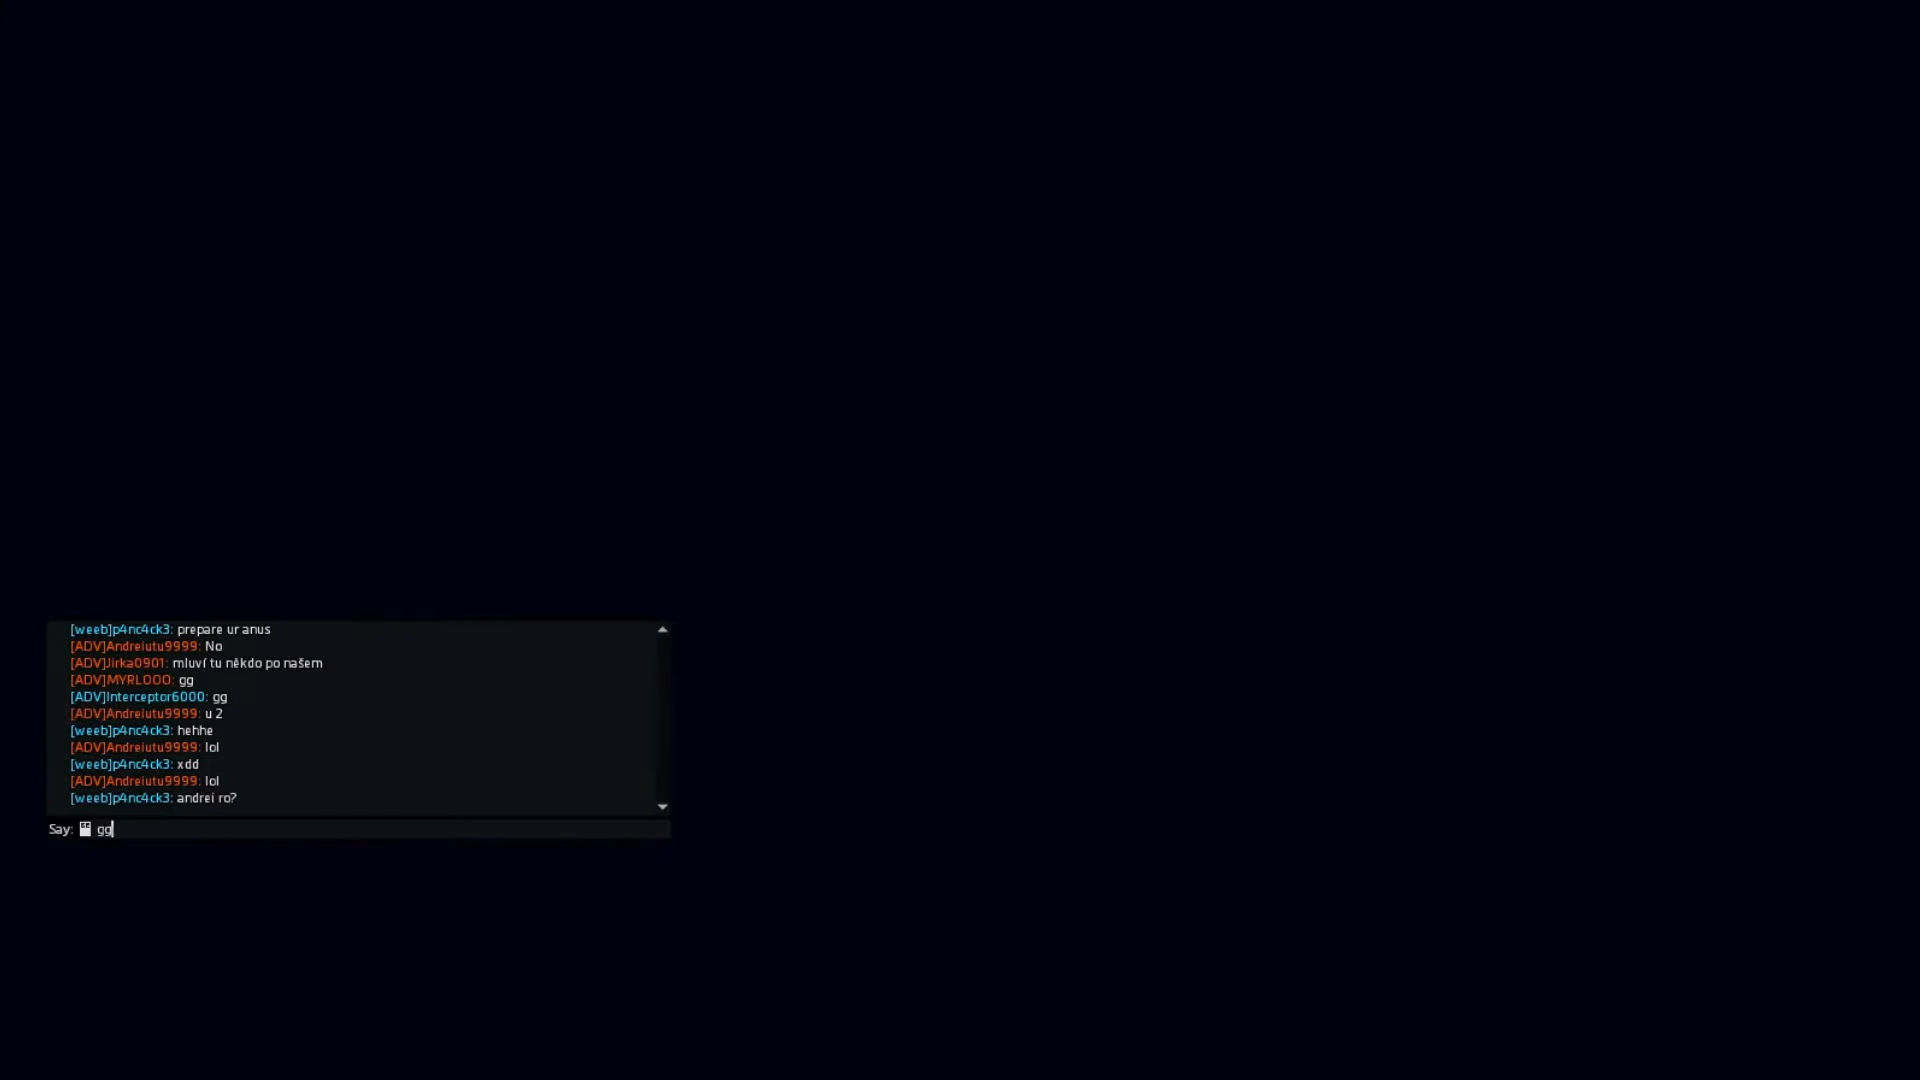 [weeb]p4nc4ck3: prepare ur anus
[ADV]Andreiutu9999: No
[ADV]Jirka0901: mluví tu někdo po našem
[ADV]MYRLOOO: gg
[ADV]Interceptor6000: gg
[ADV]Andreiutu9999: u 2
[weeb]p4nc4ck3: hehhe
[ADV]Andreiutu9999: lol
[weeb]p4nc4ck3: xdd
[ADV]Andreiutu9999: lol
[weeb]p4nc4ck3: andrei ro?
Say: gg